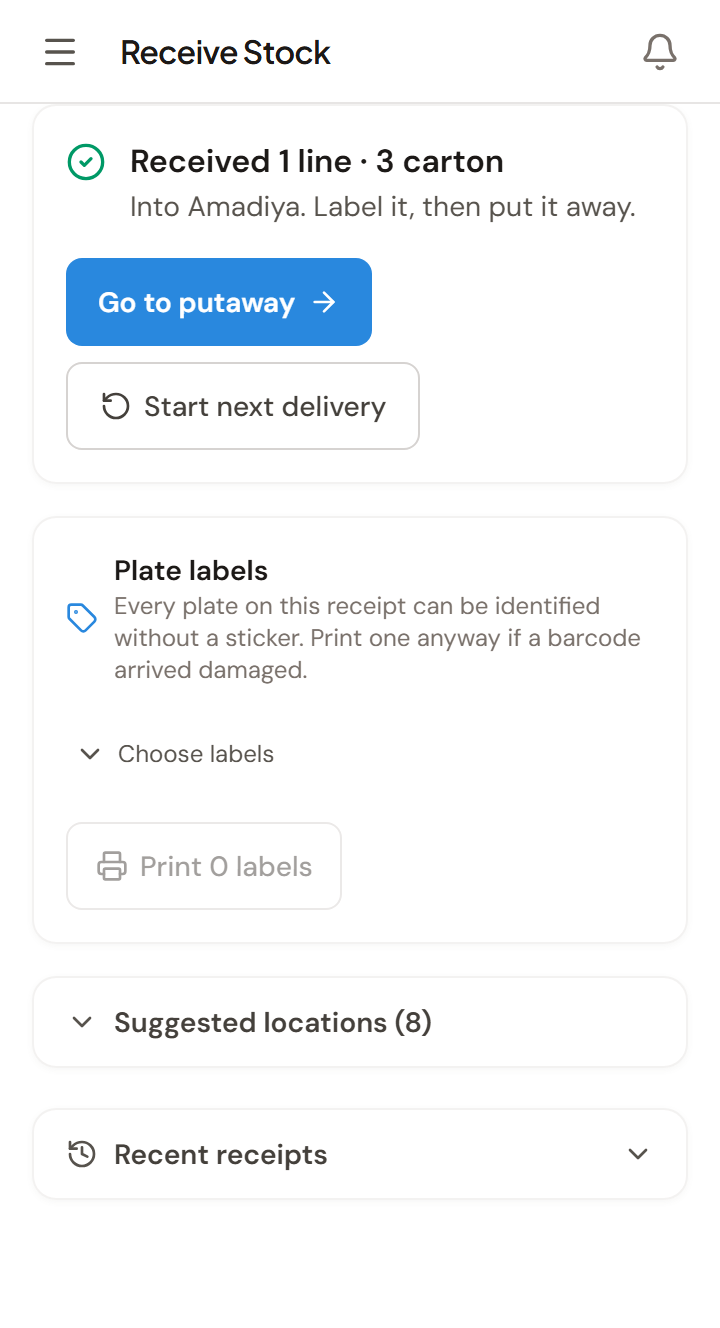 Receive Stock
Received 1 line · 3 carton
Into Amadiya. Label it, then put it away.
Go to putaway
Start next delivery
Plate labels
Every plate on this receipt can be identified
without a sticker. Print one anyway if a barcode
arrived damaged.
Choose labels
Print 0 labels
Suggested locations (8)
Recent receipts